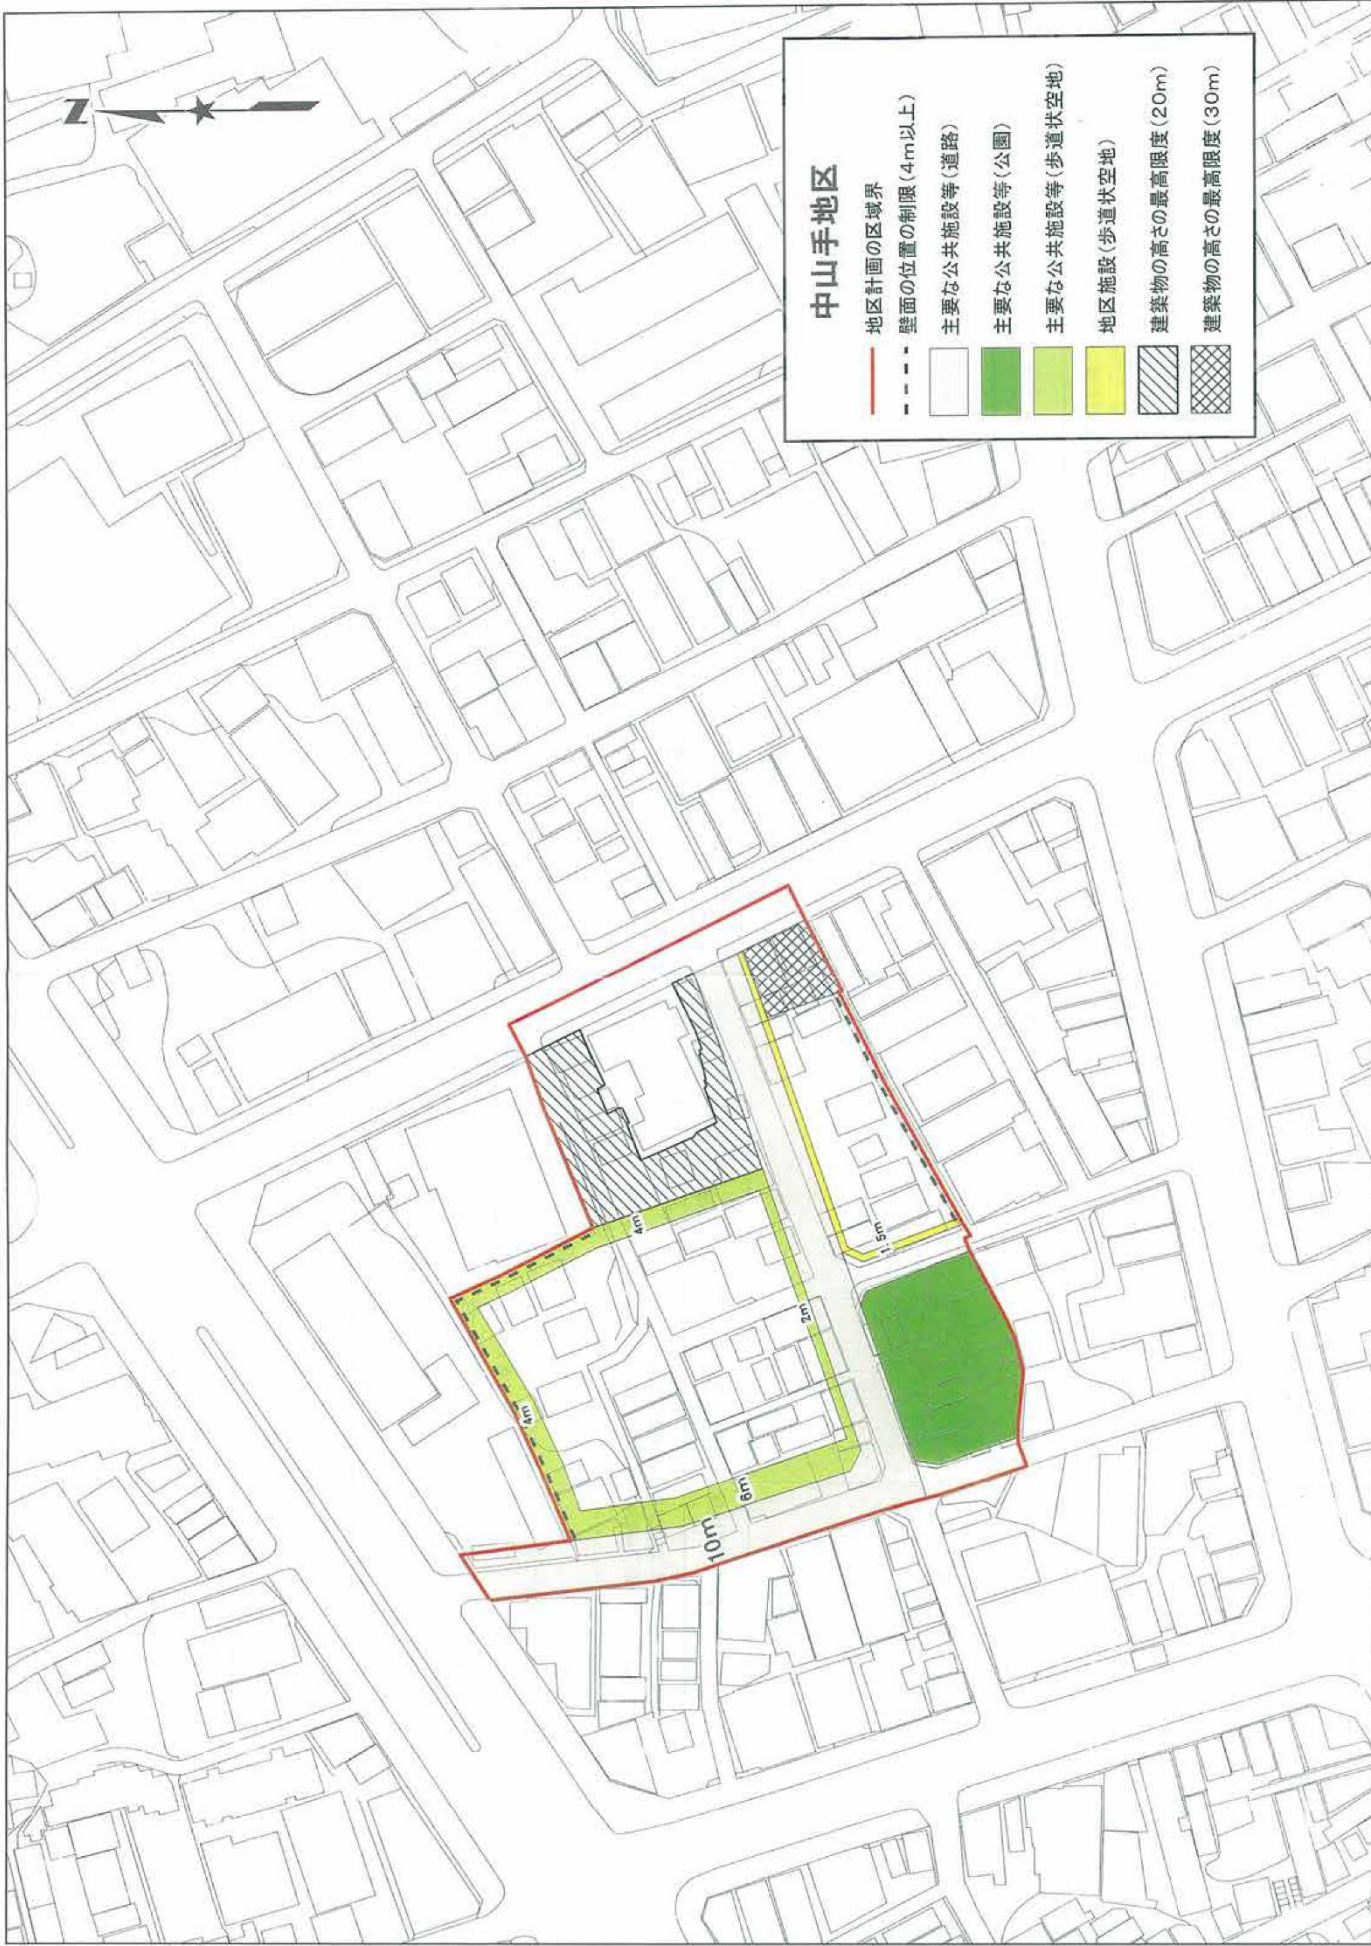 N
中山手地区
地区計画の区域界
壁面の位置の制限(4m以上)
主要な公共施設等(道路)
主要な公共施設等(公園)
主要な公共施設等(歩道状空地)
地区施設(歩道状空地)
建築物の高さの最高限度(20m)
建築物の高さの最高限度(30m)
4m
4m
6m
10m
2m
1.5m